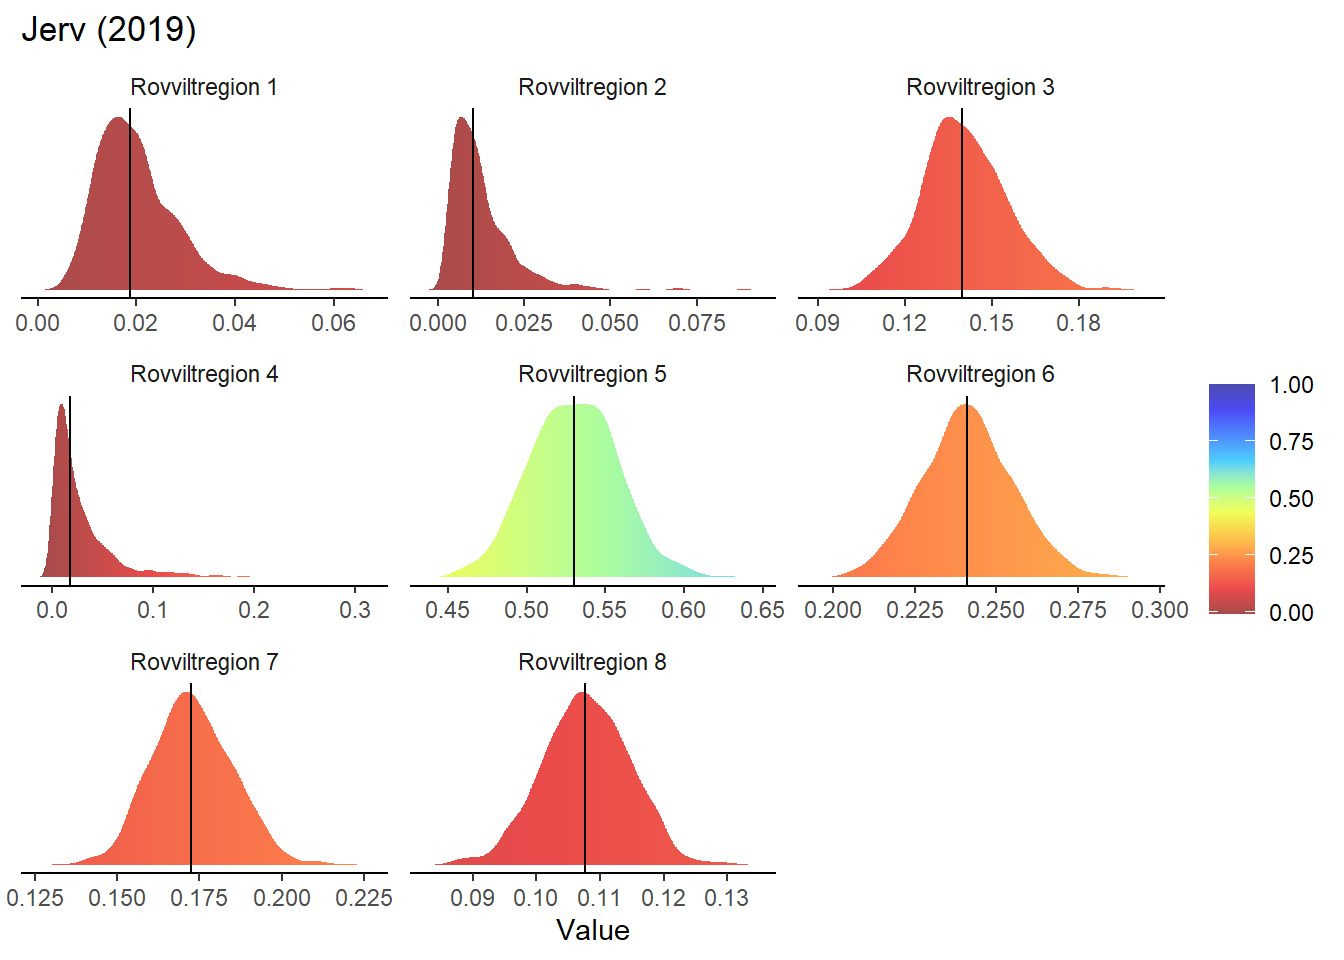 Jerv (2019)
Rovviltregion 1
Rovviltregion 2
Rovviltregion 3
0.00 0.02 0.04 0.06
0.000 0.025 0.050 0.075
0.09 0.12 0.15 0.18
Rovviltregion 4
Rovviltregion 5
Rovviltregion 6
0.0 0.1 0.2 0.3
0.45 0.50 0.55 0.60 0.65
0.200 0.225 0.250 0.275 0.300
1.00
0.75
0.50
0.25
0.00
Rovviltregion 7
Rovviltregion 8
0.125 0.150 0.175 0.200 0.225
0.09 0.10 0.11 0.12 0.13
Value